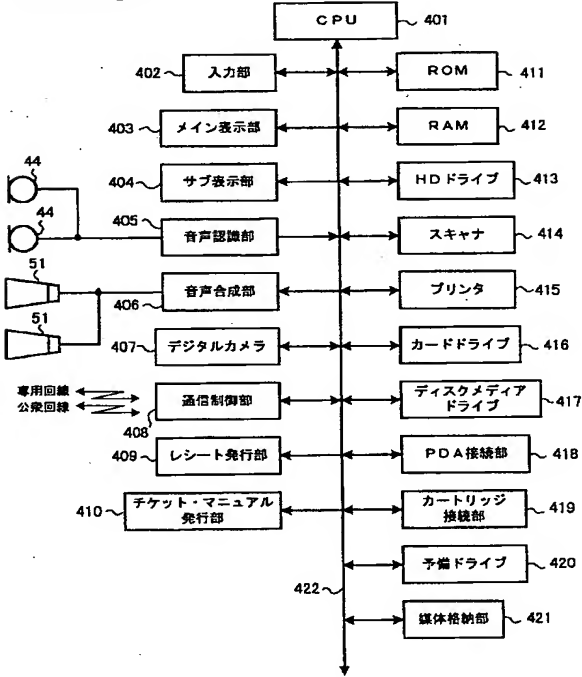 CPU 401
402 入力部
ROM 411
403 メイン表示部
RAM 412
44
404 サブ表示部
HDドライブ 413
44
405
音声認識部
スキャナ 414
51
音声合成部
406
プリンタ 415
51
407 デジタルカメラ
カードドライブ 416
専用回線
公衆回線
通信制御部
408
ディスクメディア
ドライブ
417
409 レシート発行部
PDA接続部 418
410 チケット・マニュアル
発行部
カートリッジ
接続部
419
予備ドライブ 420
422
媒体格納部 421